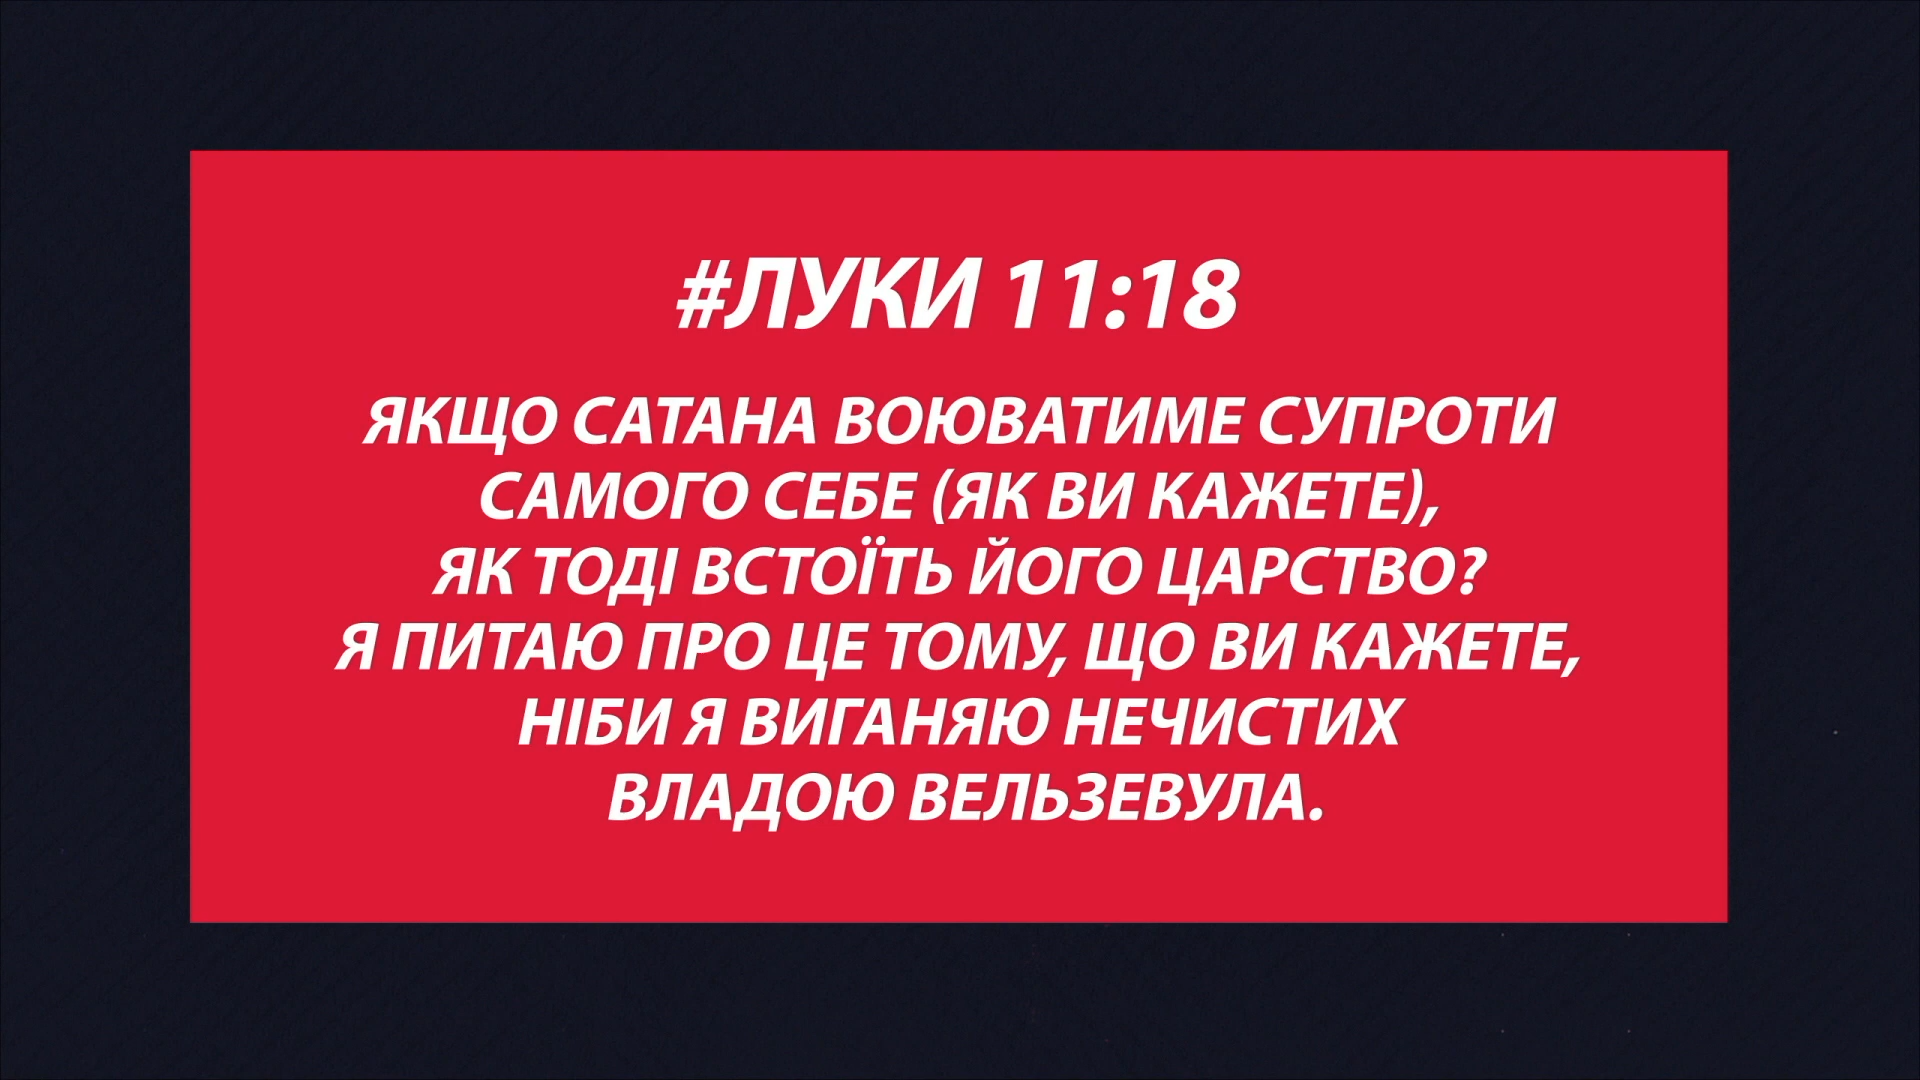 #ЛУКИ 11:18
ЯКЩО САТАНА ВОЮВАТИМЕ СУПРОТИ
САМОГО СЕБЕ (ЯК ВИ КАЖЕТЕ),
ЯК ТОДІ ВСТОЇТЬ ЙОГО ЦАРСТВО?
Я ПИТАЮ ПРО ЦЕ ТОМУ, ЩО ВИ КАЖЕТЕ,
НІБИ Я ВИГАНЯЮ НЕЧИСТИХ
ВЛАДОЮ ВЕЛЬЗЕВУЛА.